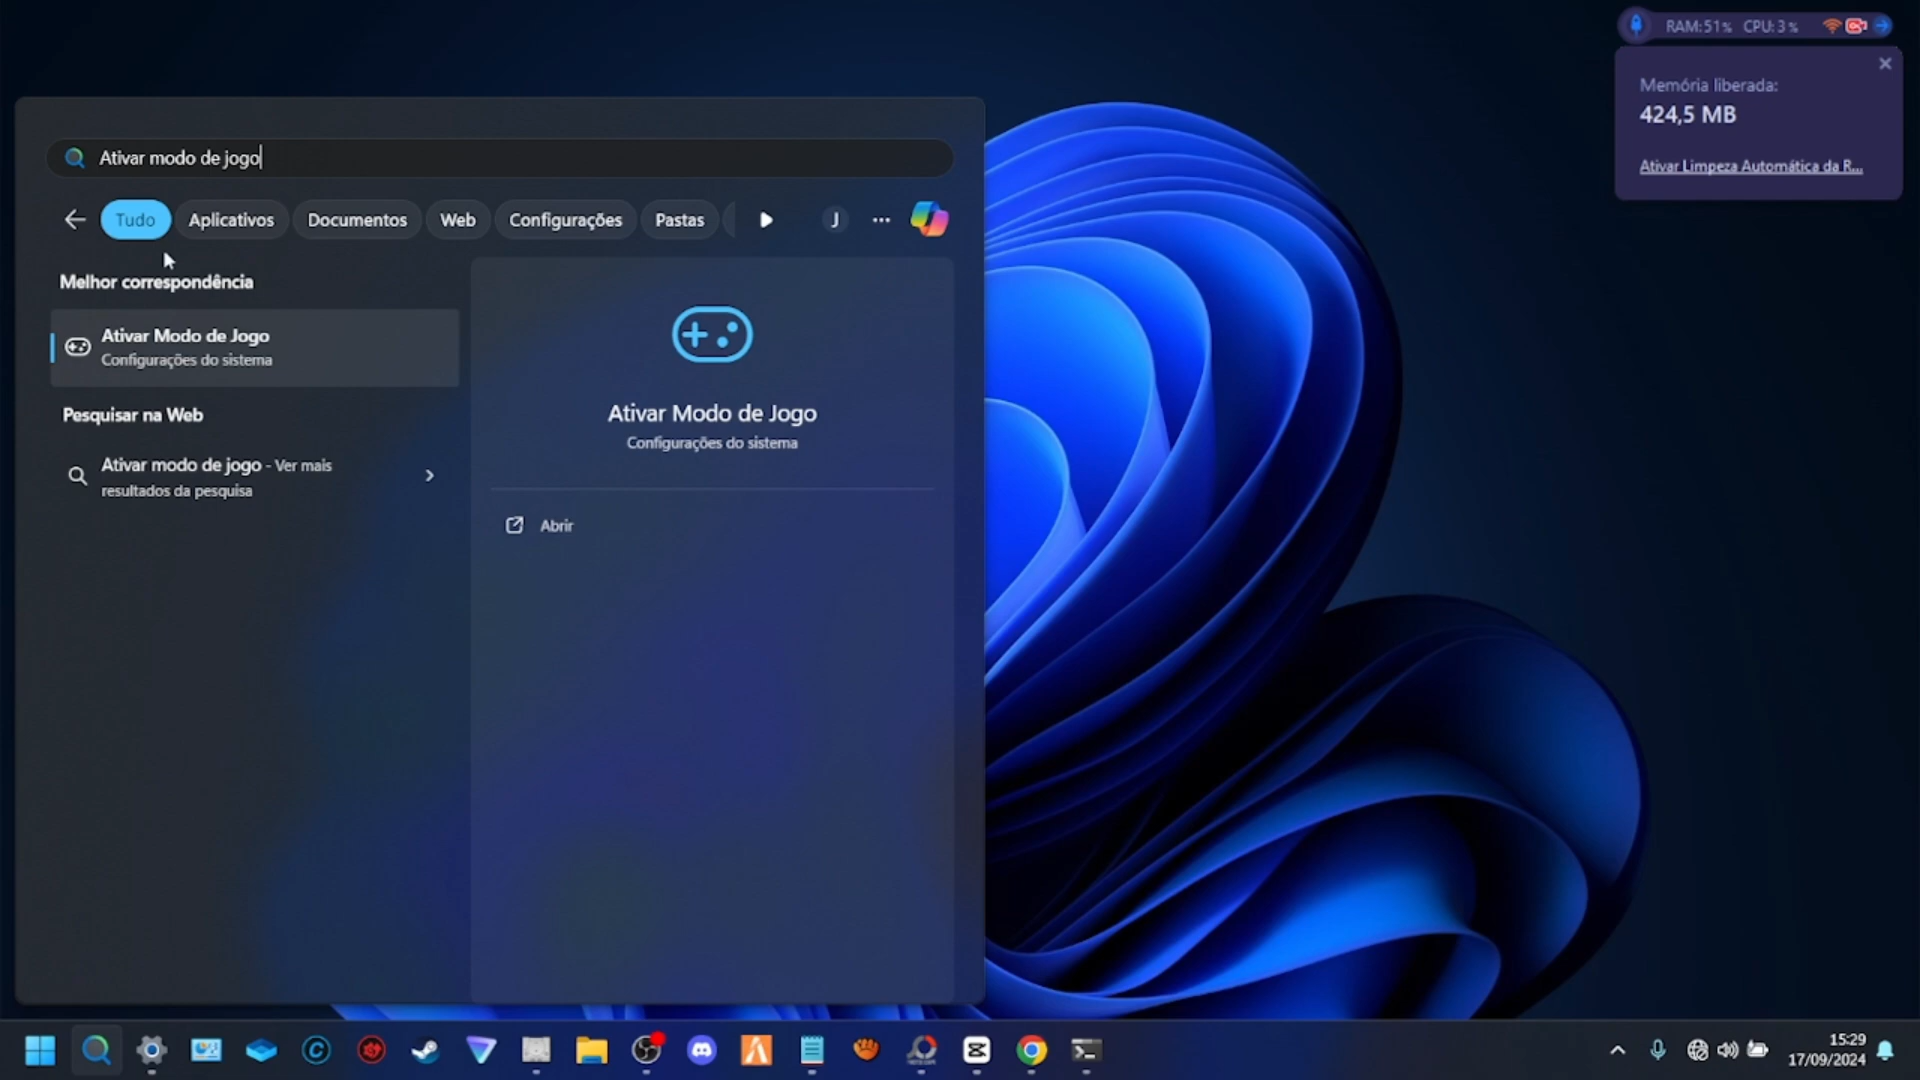 RAM:51% CPU: 3%
Memória liberada:
424,5 MB
Ativar Limpeza Automática da R...
Ativar modo de jogo
Tudo
Aplicativos
Documentos
Web
Configurações
Pastas
J
Melhor correspondência
Ativar Modo de Jogo
Configurações do sistema
Pesquisar na Web
Ativar modo de jogo - Ver mais
resultados da pesquisa
Ativar Modo de Jogo
Configurações do sistema
Abrir
15:29
17/09/2024